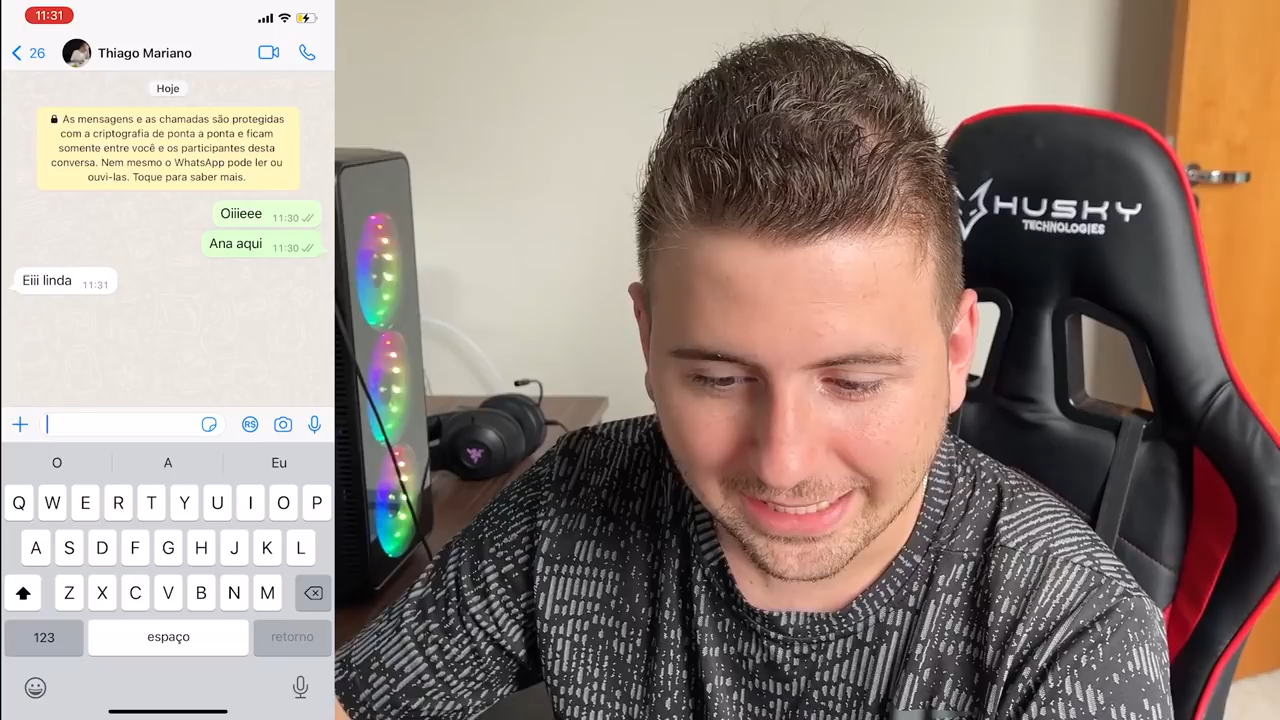 11:31
26
Thiago Mariano
Hoje
As mensagens e as chamadas são protegidas
com a criptografia de ponta a ponta e ficam
somente entre você e os participantes desta
conversa. Nem mesmo o WhatsApp pode ler ou
ouvi-las. Toque para saber mais.
Oiiieee 11:30
Ana aqui 11:30
Eiii linda 11:31
R$
O A Eu
Q W E R T Y U I O P
A S D F G H J K L
Z X C V B N M
123 espaço retorno
HUSKY
TECHNOLOGIES